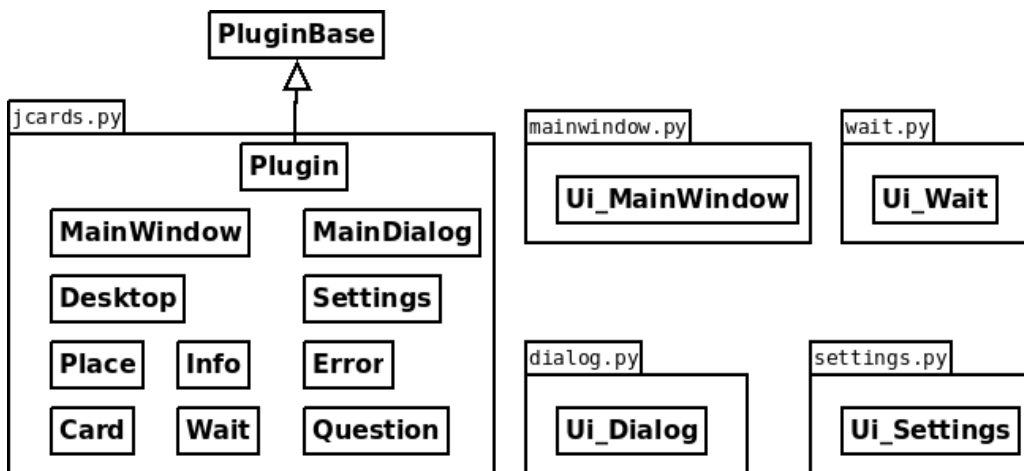 PluginBase
jcards.py
Plugin
MainWindow
MainDialog
Desktop
Settings
Place
Info
Error
Card
Wait
Question
mainwindow.py
Ui_MainWindow
wait.py
Ui_Wait
dialog.py
Ui_Dialog
settings.py
Ui_Settings